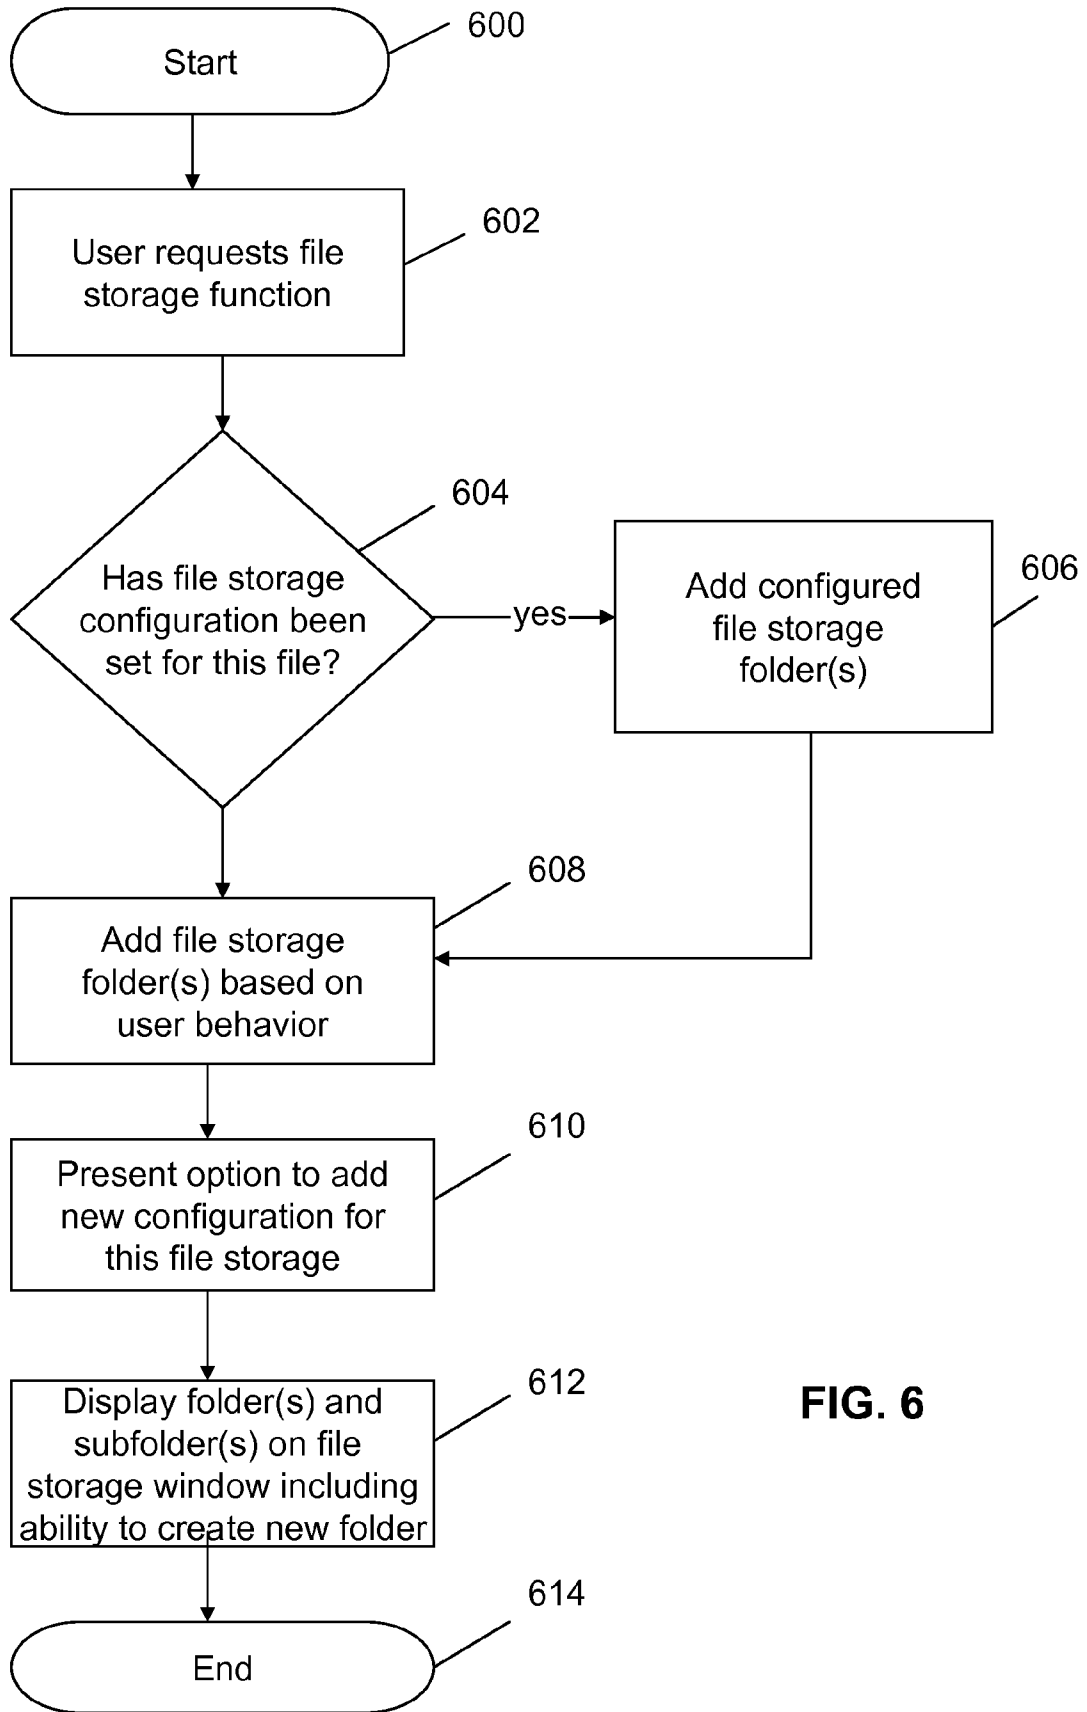 Start
600
User requests file
storage function
602
Has file storage
configuration been
set for this file?
604
yes
Add configured
file storage
folder(s)
606
Add file storage
folder(s) based on
user behavior
608
Present option to add
new configuration for
this file storage
610
Display folder(s) and
subfolder(s) on file
storage window including
ability to create new folder
612
FIG. 6
End
614